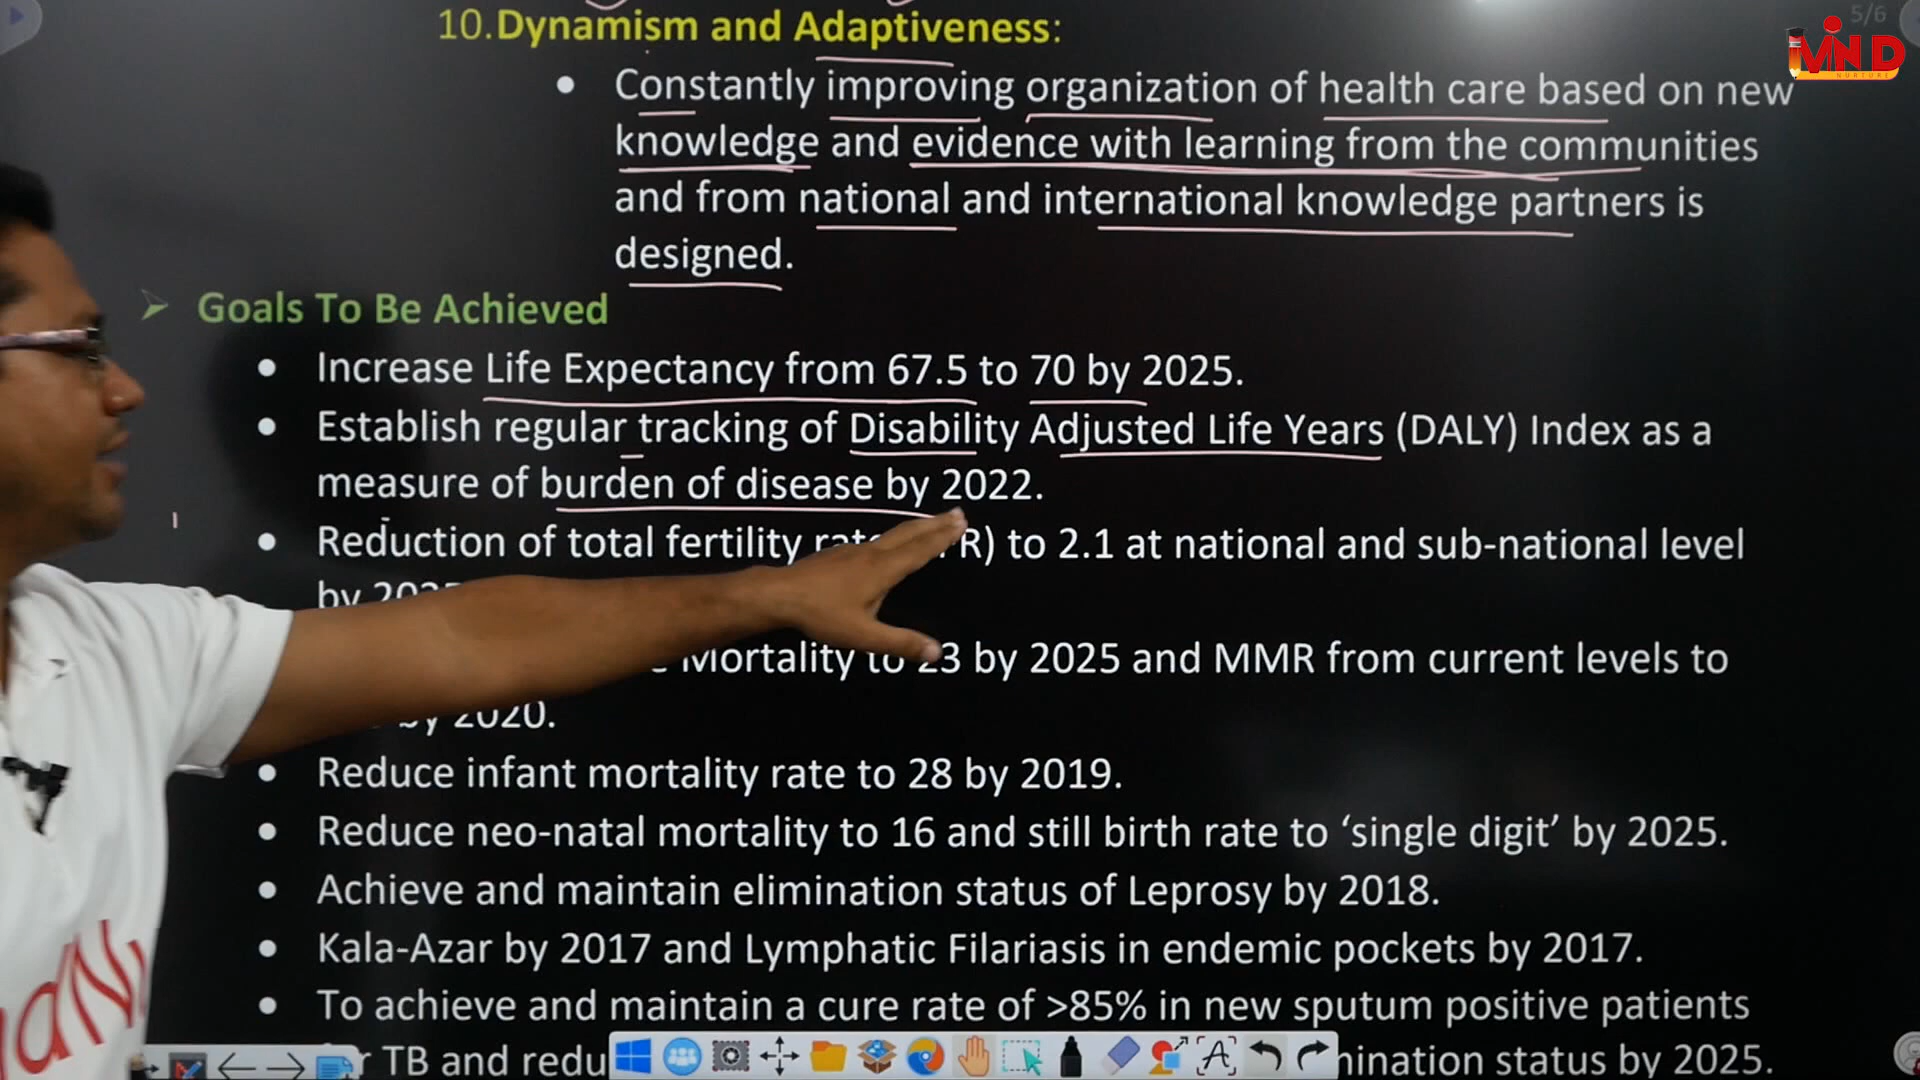 5/6
MIND
NURTURE
10.Dynamism and Adaptiveness:
• Constantly improving organization of health care based on new
knowledge and evidence with learning from the communities
and from national and international knowledge partners is
designed.
Goals To Be Achieved
• Increase Life Expectancy from 67.5 to 70 by 2025.
• Establish regular tracking of Disability Adjusted Life Years (DALY) Index as a
measure of burden of disease by 2022.
• Reduction of total fertility to 2.1 at national and sub-national level
by
Mortality to 23 by 2025 and MMR from current levels to
by 2020.
• Reduce infant mortality rate to 28 by 2019.
• Reduce neo-natal mortality to 16 and still birth rate to ‘single digit’ by 2025.
• Achieve and maintain elimination status of Leprosy by 2018.
• Kala-Azar by 2017 and Lymphatic Filariasis in endemic pockets by 2017.
• To achieve and maintain a cure rate of >85% in new sputum positive patients
TB and status by 2025.